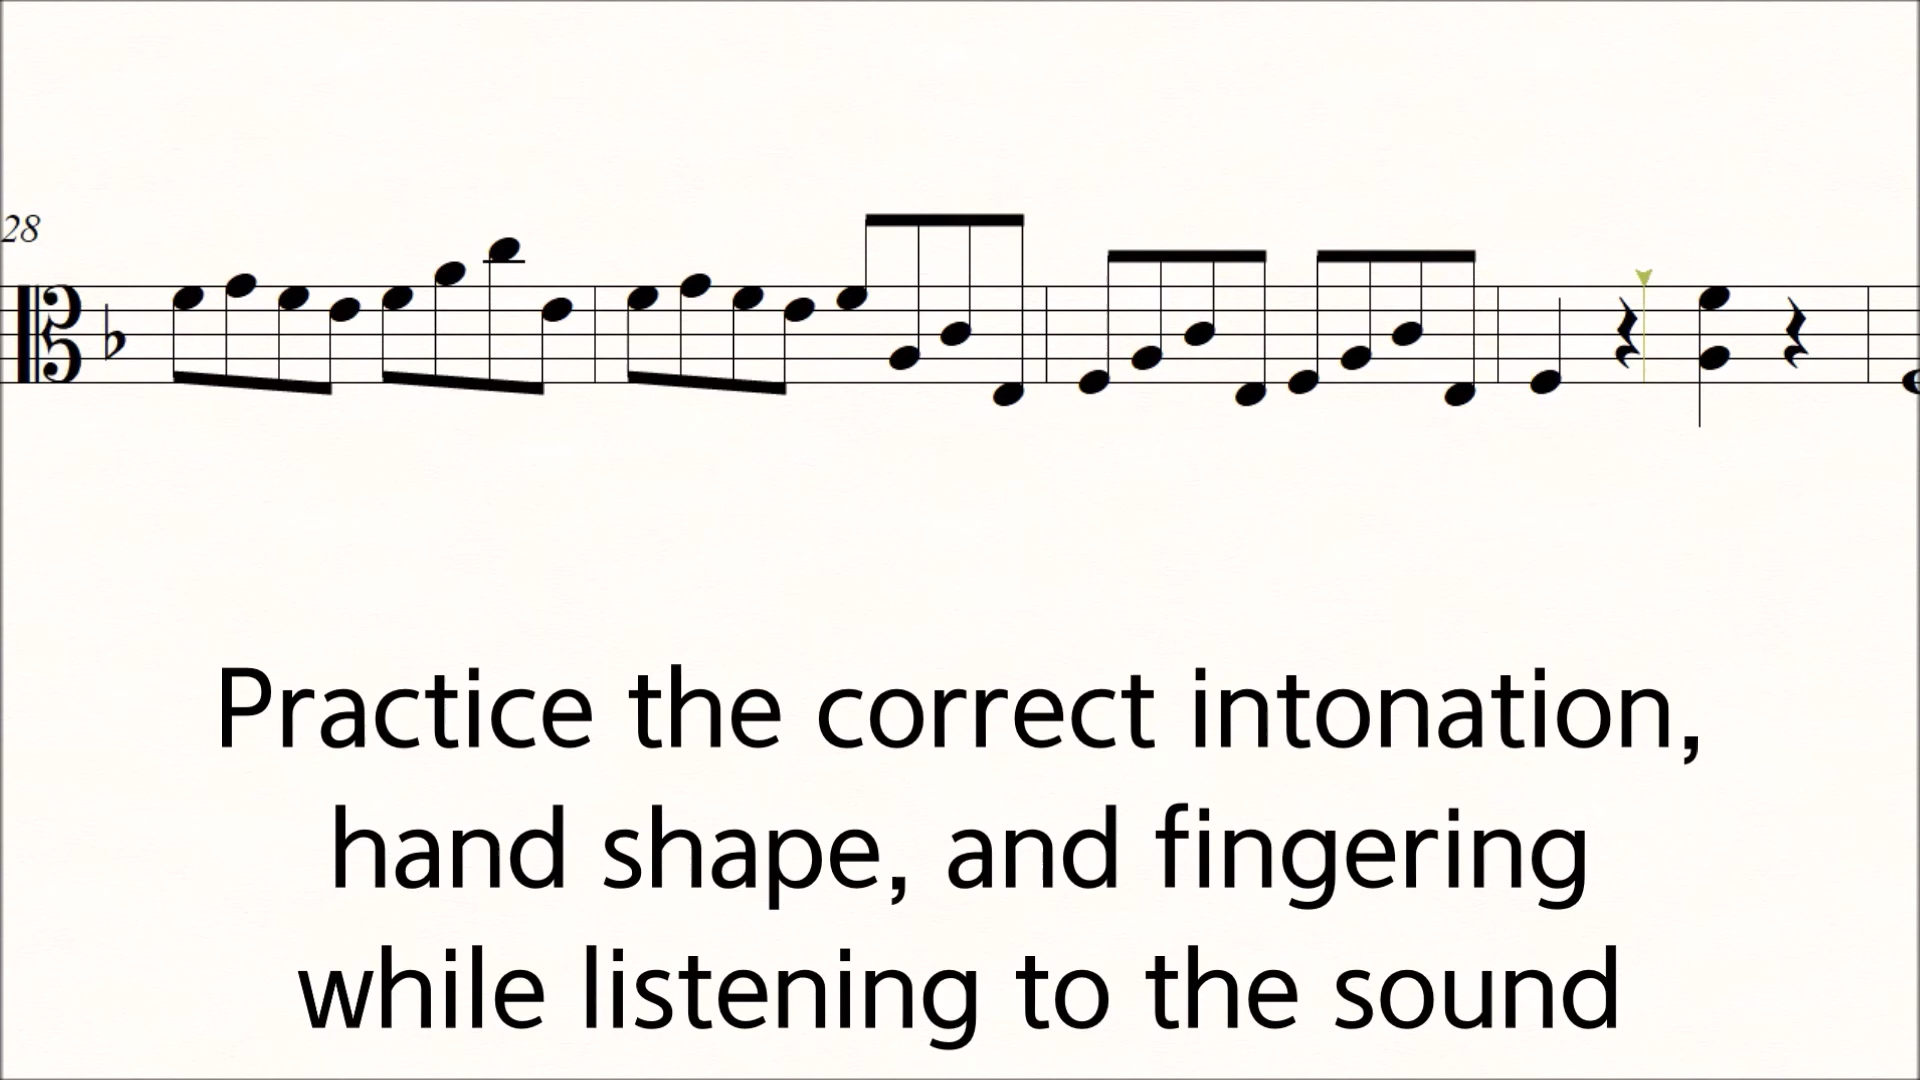 28
Practice the correct intonation,
hand shape, and fingering
while listening to the sound